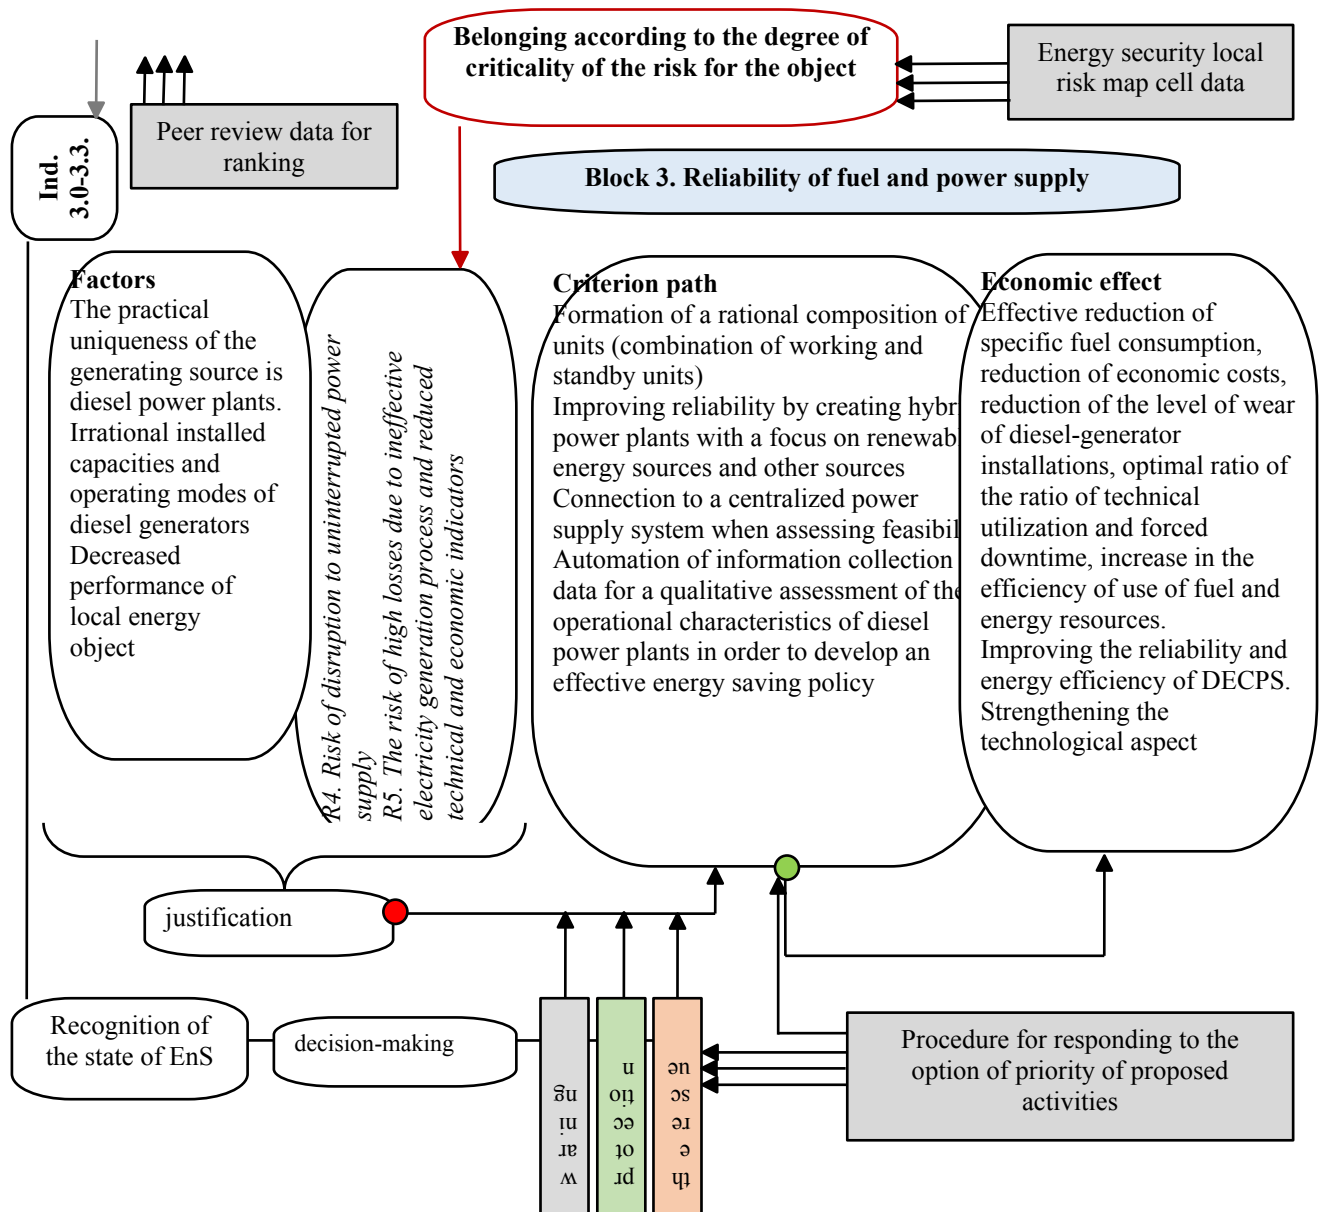 Belonging according to the degree of
criticality of the risk for the object
Energy security local
risk map cell data
Peer review data for
ranking
Ind.
3.0-3.3.
Block 3. Reliability of fuel and power supply
Factors
The practical
uniqueness of the
generating source is
diesel power plants.
Irrational installed
capacities and
operating modes of
diesel generators
Decreased
performance of
local energy
object
R4. Risk of disruption to uninterrupted power
supply
R5. The risk of high losses due to ineffective
electricity generation process and reduced
technical and economic indicators
Criterion path
Formation of a rational composition of
units (combination of working and
standby units)
Improving reliability by creating hybr
power plants with a focus on renewab
energy sources and other sources
Connection to a centralized power
supply system when assessing feasibil
Automation of information collection
data for a qualitative assessment of the
operational characteristics of diesel
power plants in order to develop an
effective energy saving policy
Economic effect
Effective reduction of
specific fuel consumption,
reduction of economic costs,
reduction of the level of wear
of diesel-generator
installations, optimal ratio of
the ratio of technical
utilization and forced
downtime, increase in the
efficiency of use of fuel and
energy resources.
Improving the reliability and
energy efficiency of DECPS.
Strengthening the
technological aspect
justification
Recognition of
the state of EnS
decision-making
w
ar
ni
ng
pr
ot
ec
tio
n
th
e
re
sc
ue
Procedure for responding to the
option of priority of proposed
activities